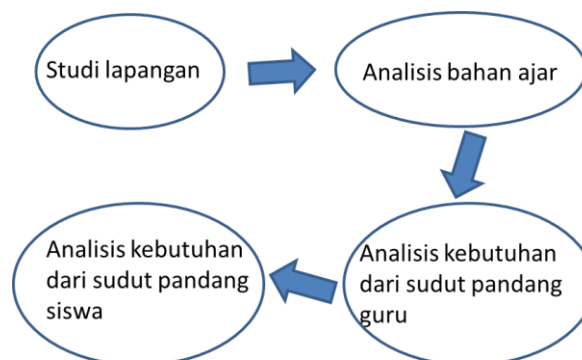 Studi lapangan
Analisis bahan ajar
Analisis kebutuhan
dari sudut pandang
guru
Analisis kebutuhan
dari sudut pandang
siswa